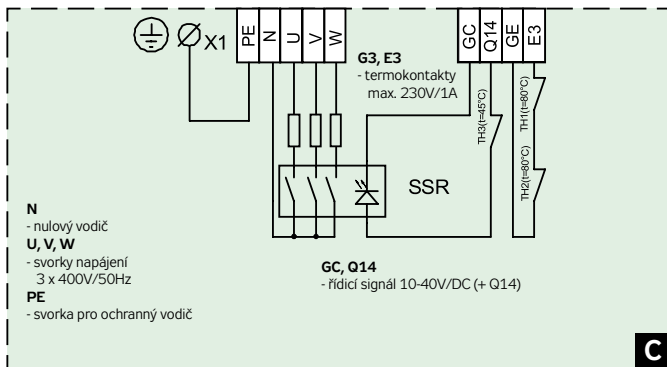 X1
PE
N
U
V
W
GC
Q14
GE
E3
G3, E3
- termokontakty
max. 230V/1A
TH3(t=45°C)
TH1(t=80°C)
TH2(t=80°C)
SSR
N
- nulový vodič
U, V, W
- svorky napájení
3 x 400V/50Hz
PE
- svorka pro ochranný vodič
GC, Q14
- řídicí signál 10-40V/DC (+ Q14)
C